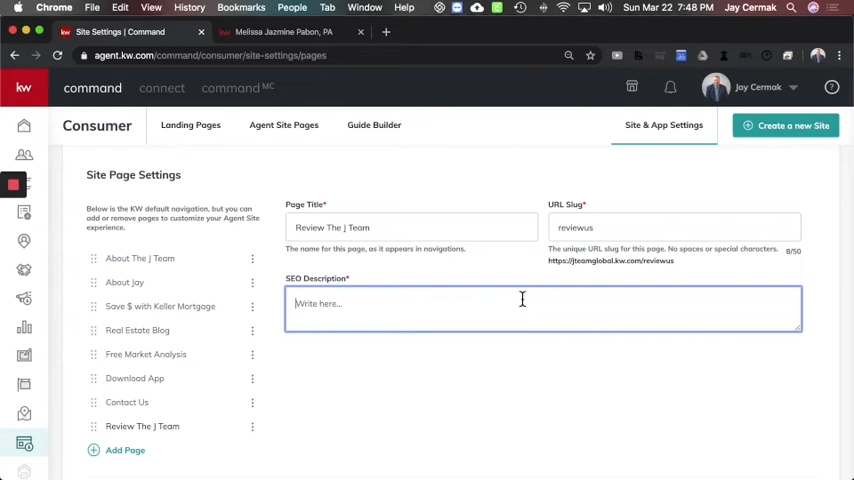 Chrome File Edit View History Bookmarks People Tab Window Help Sun Mar 22 7:48 PM Jay Cermak
kw Site Settings | Command
kw Melissa Jazmine Pabon, PA
agent.kw.com/command/consumer/site-settings/pages
kw command connect command MC Jay Cermak
Consumer Landing Pages Agent Site Pages Guide Builder Site & App Settings Create a new Site
Site Page Settings
Below is the KW default navigation, but you can
add or remove pages to customize your Agent Site
experience.
About The J Team
About Jay
Save $ with Keller Mortgage
Real Estate Blog
Free Market Analysis
Download App
Contact Us
Review The J Team
Add Page
Page Title*
Review The J Team
The name for this page, as it appears in navigations.
URL Slug*
reviewus
The unique URL slug for this page. No spaces or special characters. 8/50
https://jteamglobal.kw.com/reviewus
SEO Description*
Write here...